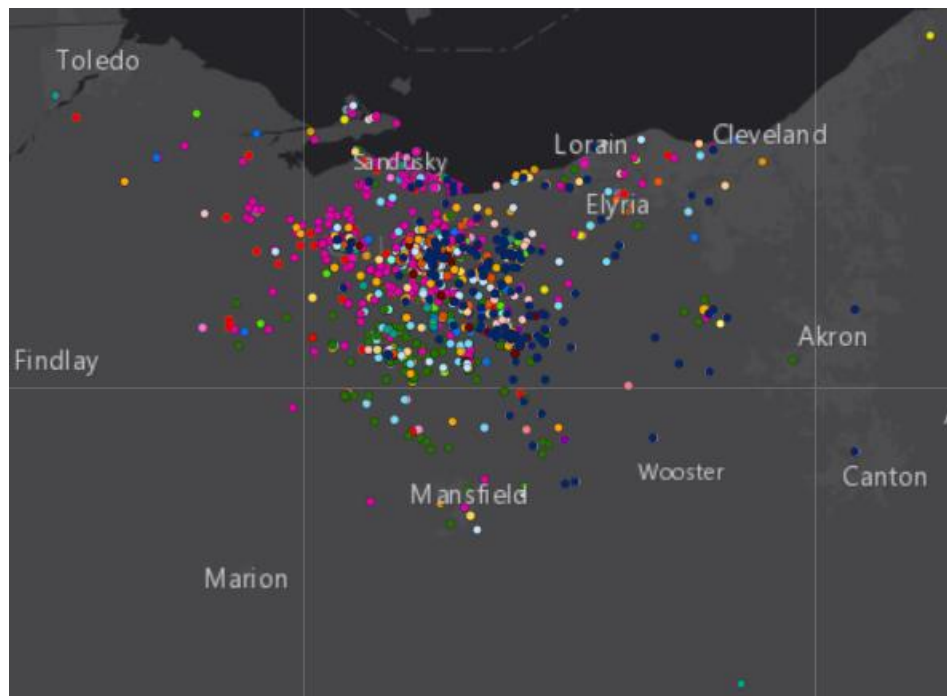 Toledo
Lorain
Cleveland
Sandusky
Elyria
Akron
Findlay
Wooster
Canton
Mansfield
Marion